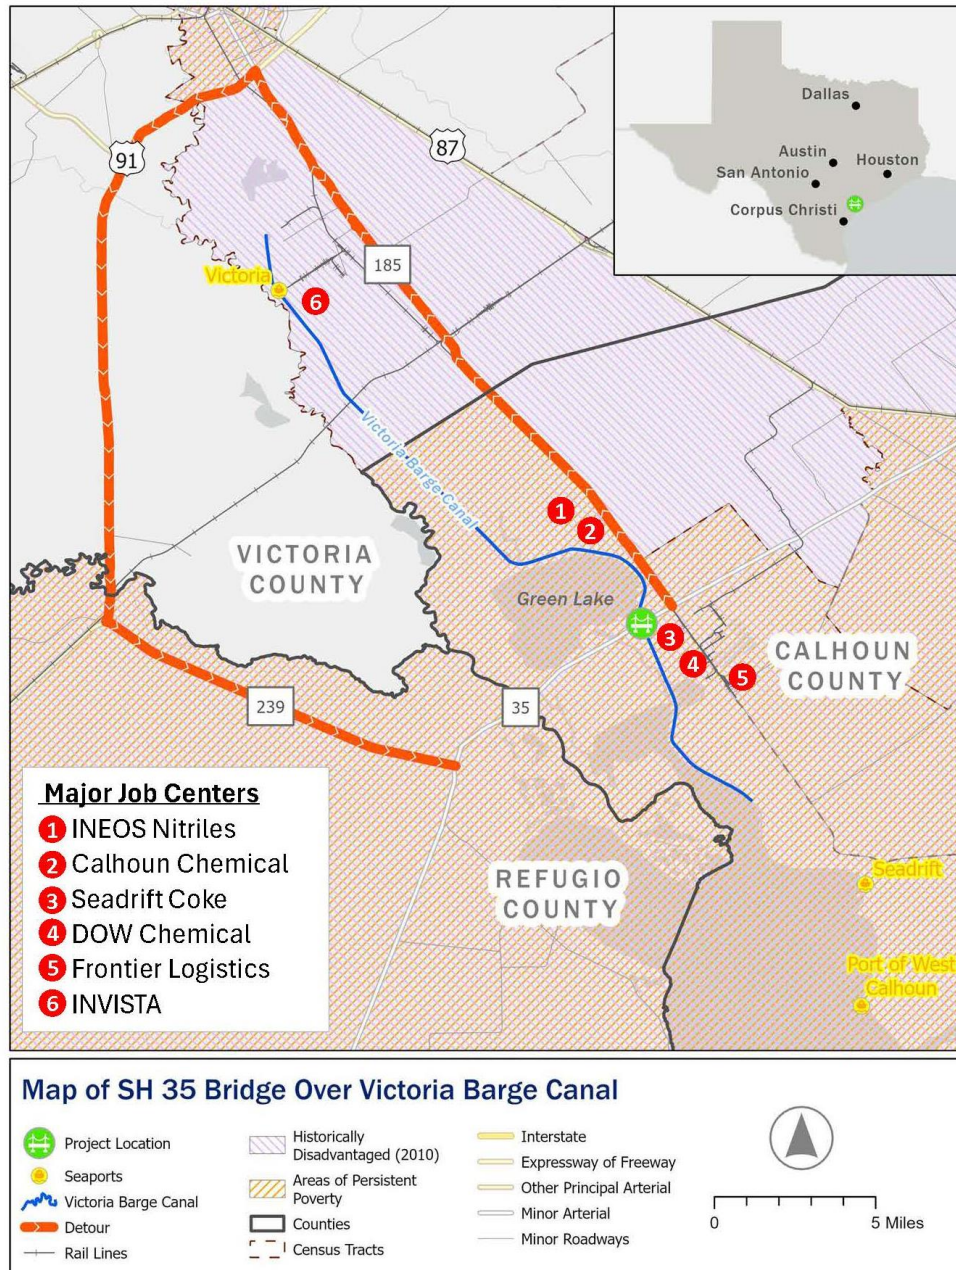 Dallas
Austin
Houston
San Antonio
Corpus Christi
87
91
185
Victoria
6
Victoria Barge Canal
1
2
VICTORIA
COUNTY
Green Lake
3
4
5
CALHOUN
COUNTY
239
35
Major Job Centers
1 INEOS Nitriles
2 Calhoun Chemical
3 Seadrift Coke
4 DOW Chemical
5 Frontier Logistics
6 INVISTA
REFUGIO
COUNTY
Seadrift
Port of West
Calhoun
Map of SH 35 Bridge Over Victoria Barge Canal
Project Location
Seaports
Victoria Barge Canal
Detour
Rail Lines
Historically
Disadvantaged (2010)
Areas of Persistent
Poverty
Counties
Census Tracts
Interstate
Expressway of Freeway
Other Principal Arterial
Minor Arterial
Minor Roadways
0 5 Miles